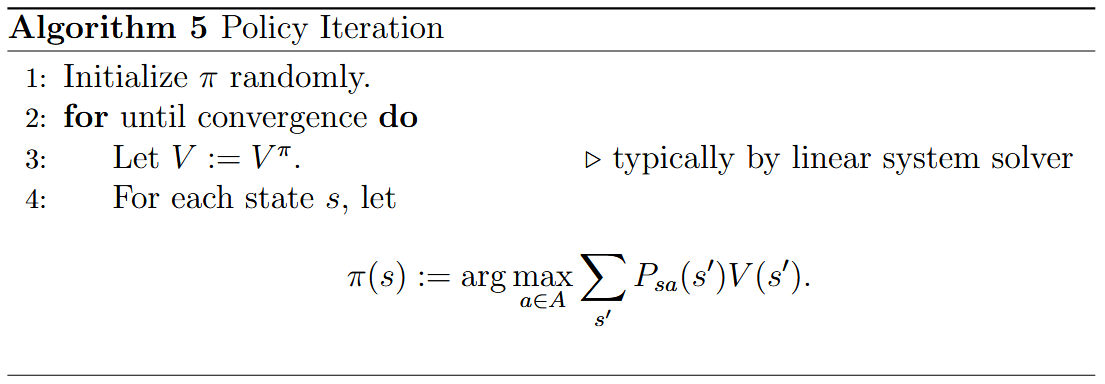 Algorithm 5 Policy Iteration
1: Initialize π randomly.
2: for until convergence do
3: Let V := V^π. ▷ typically by linear system solver
4: For each state s, let
π(s) := arg max_{a∈A} ∑_{s′} P_{sa}(s′)V(s′).